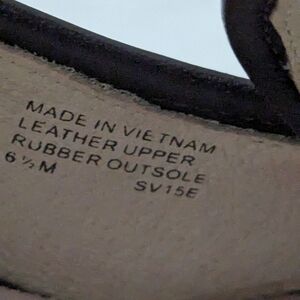 MADE IN VIETNAM
LEATHER UPPER
RUBBER OUTSOLE
6 ½ M SV15E